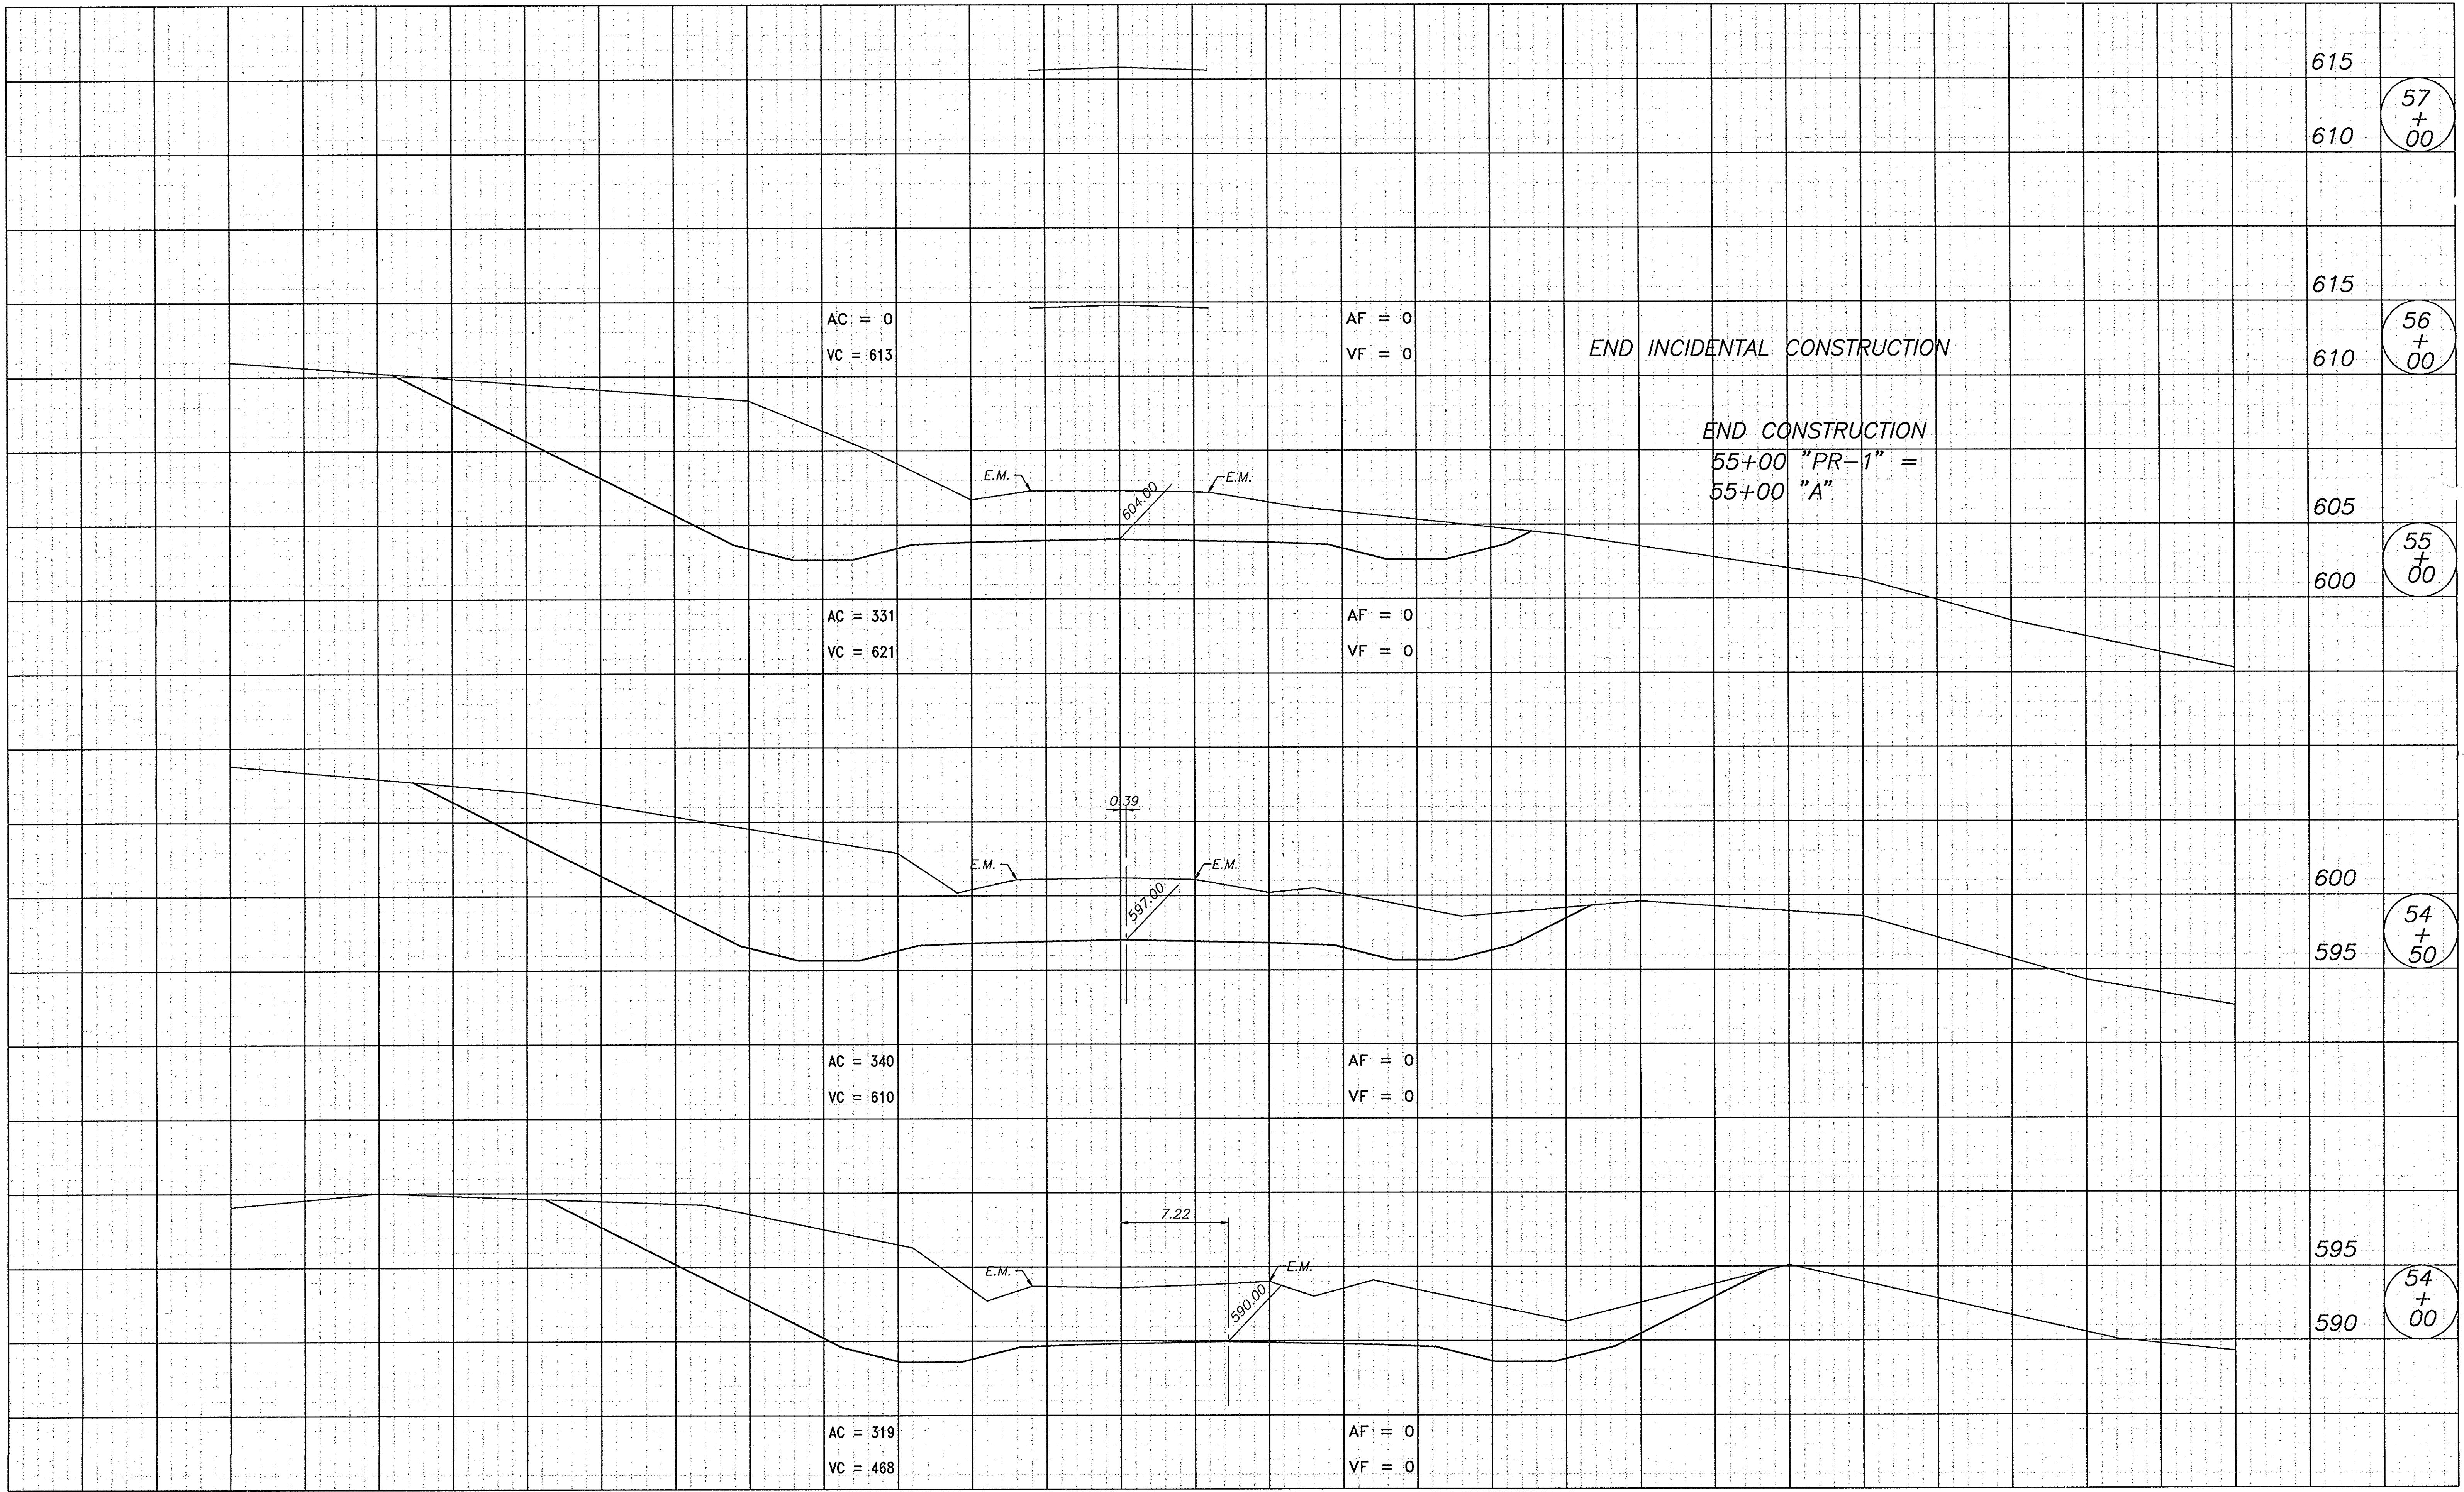 615
57
+
00
610
615
AC = 0
AF = 0
56
+
00
VC = 613
VF = 0
END INCIDENTAL CONSTRUCTION
610
END CONSTRUCTION
55+00 "PR-1" =
55+00 "A"
E.M.
604.00
E.M.
605
55
+
00
600
AC = 331
AF = 0
VC = 621
VF = 0
0.39
E.M.
597.00
E.M.
600
54
+
50
595
AC = 340
AF = 0
VC = 610
VF = 0
7.22
595
E.M.
590.00
E.M.
54
+
00
590
AC = 319
AF = 0
VC = 468
VF = 0